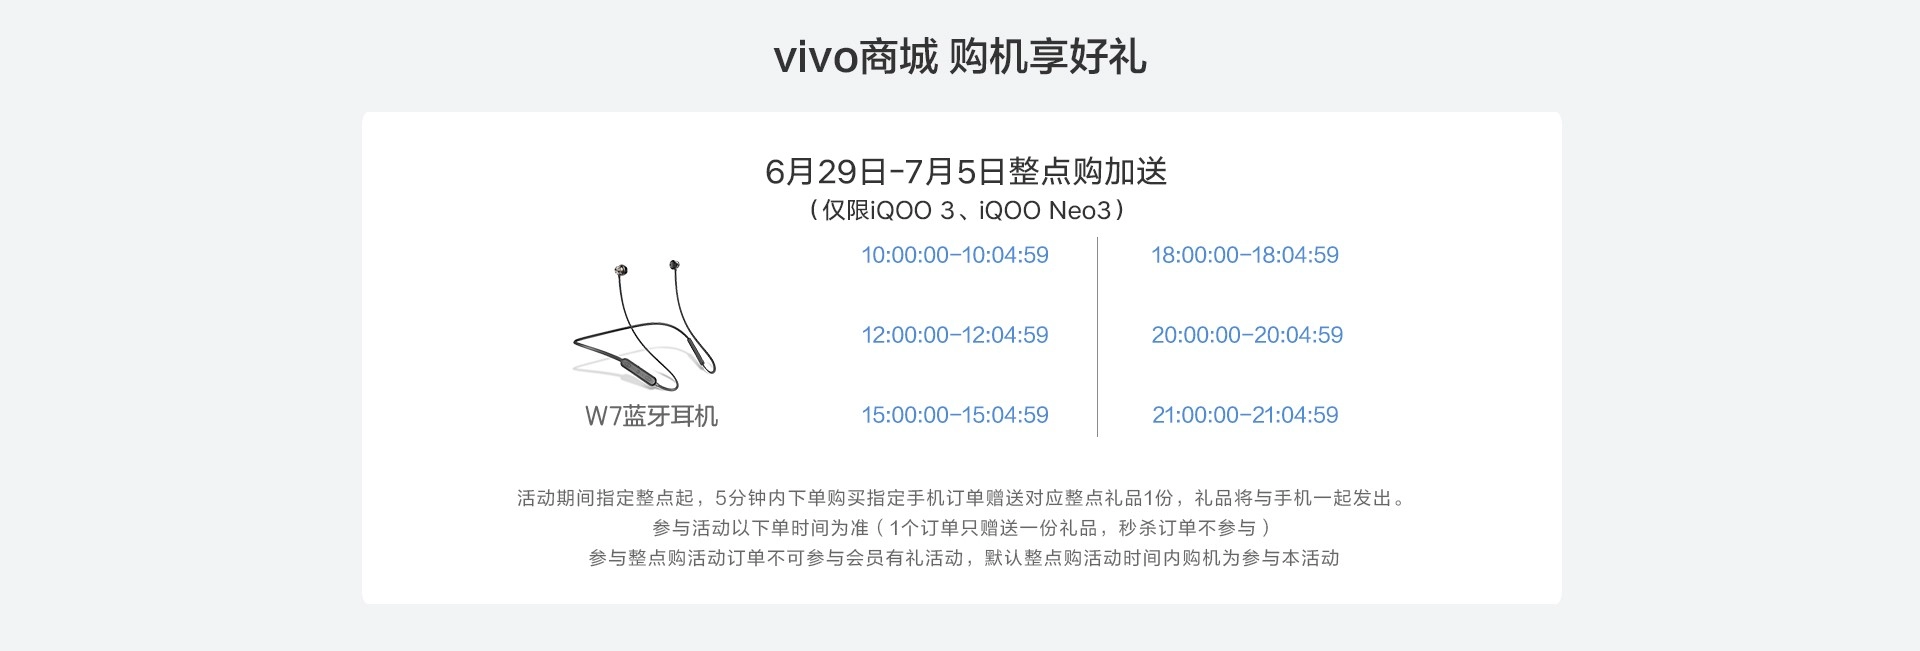 vivo商城 购机享好礼
6月29日-7月5日整点购加送
（仅限iQOO 3、iQOO Neo3）
10:00:00-10:04:59
18:00:00-18:04:59
12:00:00-12:04:59
20:00:00-20:04:59
15:00:00-15:04:59
21:00:00-21:04:59
W7蓝牙耳机
活动期间指定整点起，5分钟内下单购买指定手机订单赠送对应整点礼品1份，礼品将与手机一起发出。
参与活动以下单时间为准（1个订单只赠送一份礼品，秒杀订单不参与）
参与整点购活动订单不可参与会员有礼活动，默认整点购活动时间内购机为参与本活动